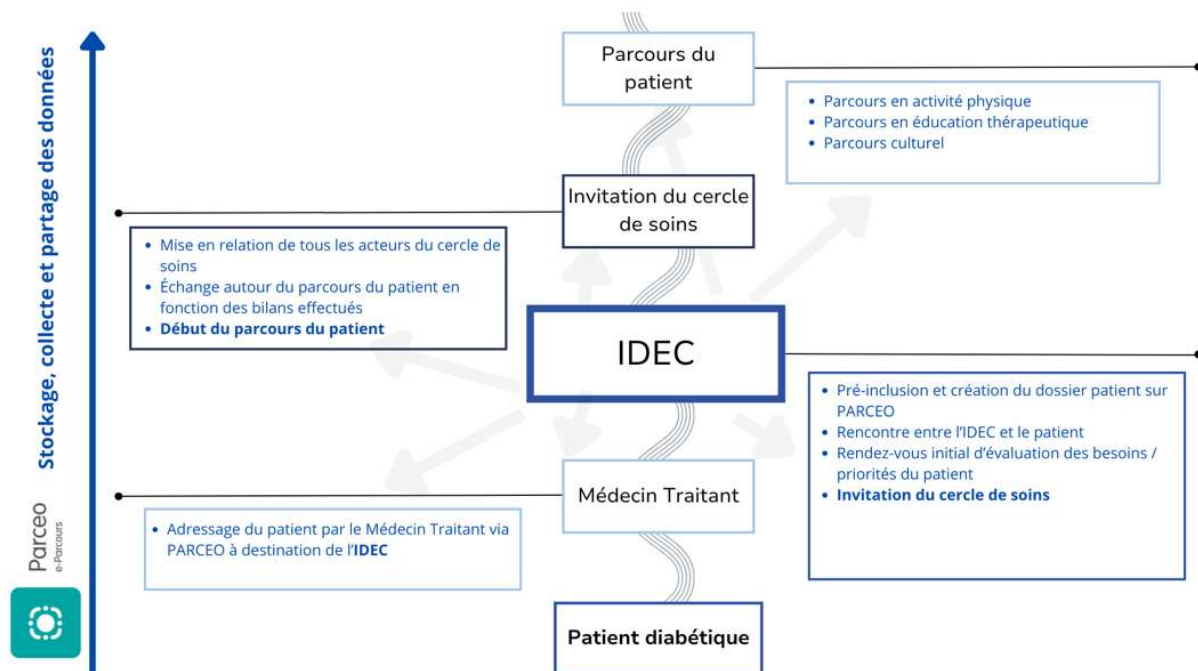 Stockage, collecte et partage des données
Parcours du
patient
• Parcours en activité physique
• Parcours en éducation thérapeutique
• Parcours culturel
Invitation du cercle
de soins
• Mise en relation de tous les acteurs du cercle de
soins
• Échange autour du parcours du patient en
fonction des bilans effectués
• Début du parcours du patient
IDEC
• Pré-inclusion et création du dossier patient sur
PARCEO
• Rencontre entre l'IDEC et le patient
• Rendez-vous initial d'évaluation des besoins /
priorités du patient
• Invitation du cercle de soins
Médecin Traitant
• Adressage du patient par le Médecin Traitant via
PARCEO à destination de l'IDEC
Parceo
e-Parcours
Patient diabétique